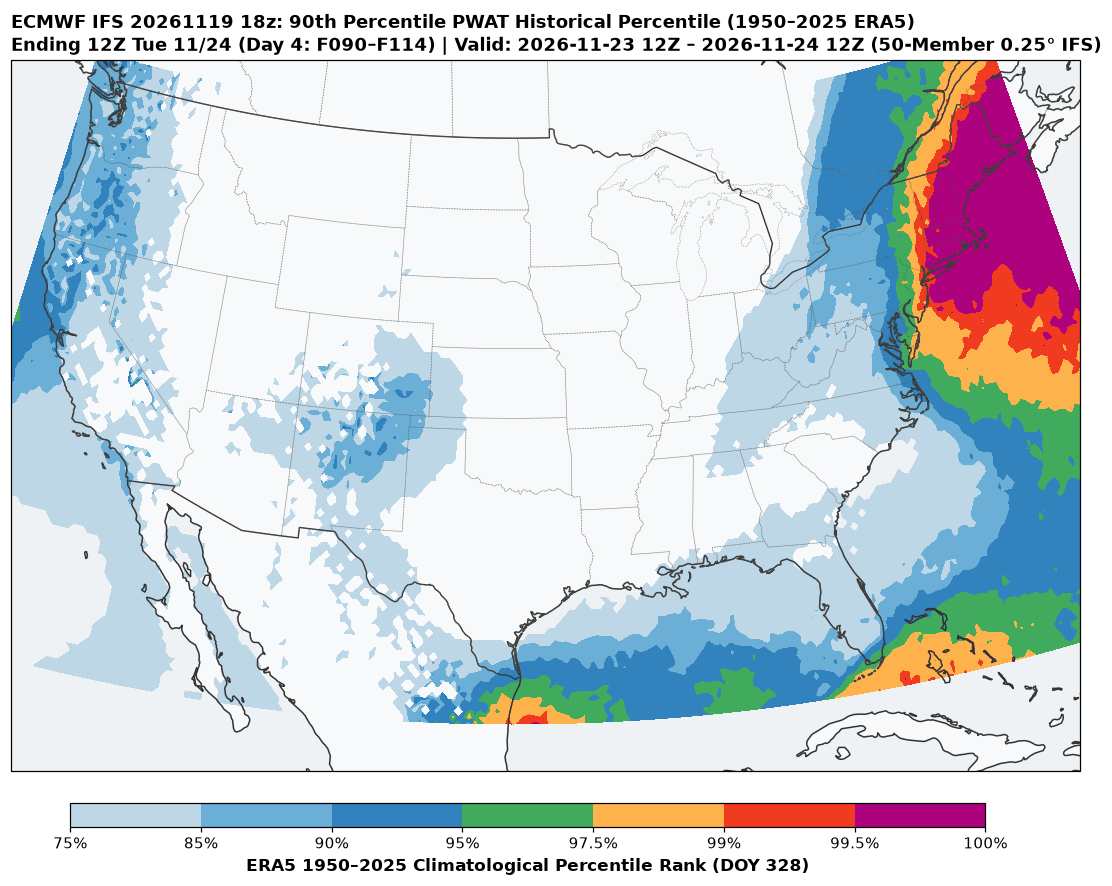 ECMWF IFS 20261119 18z: 90th Percentile PWAT Historical Percentile (1950–2025 ERA5)
Ending 12Z Tue 11/24 (Day 4: F090–F114) | Valid: 2026-11-23 12Z – 2026-11-24 12Z (50-Member 0.25° IFS)
75% 85% 90% 95% 97.5% 99% 99.5% 100%
ERA5 1950–2025 Climatological Percentile Rank (DOY 328)